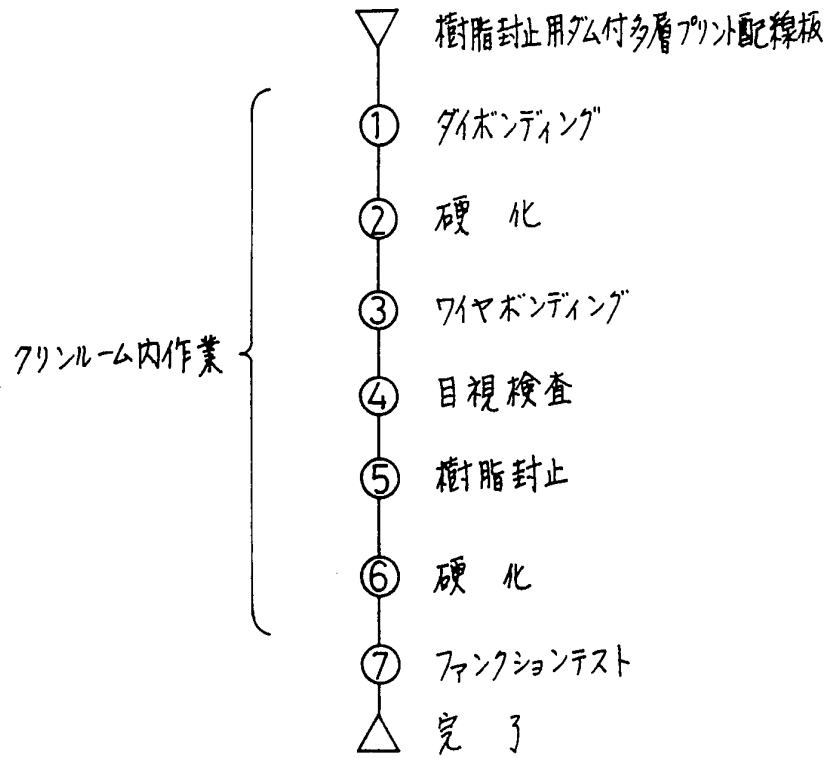 樹脂封止用ダム付多層プリント配線板
① ダイボンディング
② 硬化
③ ワイヤボンディング
クリンルーム内作業
④ 目視検査
⑤ 樹脂封止
⑥ 硬化
⑦ ファンクションテスト
完了